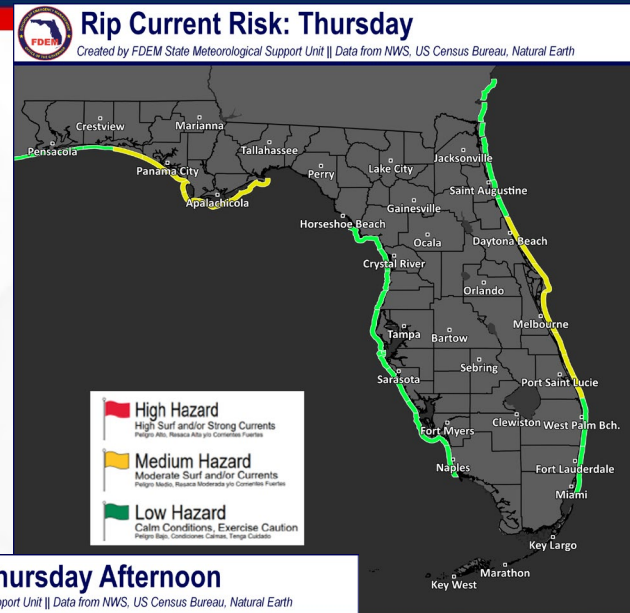 Rip Current Risk: Thursday
Created by FDEM State Meteorological Support Unit || Data from NWS, US Census Bureau, Natural Earth
FDEM
Crestview
Marianna
Pensacola
Tallahassee
Jacksonville
Panama City
Perry
Lake City
Saint Augustine
Apalachicola
Gainesville
Horseshoe Beach
Ocala
Daytona Beach
Crystal River
Orlando
Melbourne
Tampa
Bartow
Sebring
Sarasota
Port Saint Lucie
Clewiston
West Palm Bch.
Fort Myers
Naples
Fort Lauderdale
Miami
Key Largo
Marathon
Key West
High Hazard
High Surf and/or Strong Currents
Peligro Alto, Resaca Alta y/o Corrientes Fuertes
Medium Hazard
Moderate Surf and/or Currents
Peligro Medio, Resaca Moderada y/o Corrientes Fuertes
Low Hazard
Calm Conditions, Exercise Caution
Peligro Bajo, Condiciones Calmas, Tenga Cuidado
hursday Afternoon
port Unit || Data from NWS, US Census Bureau, Natural Earth